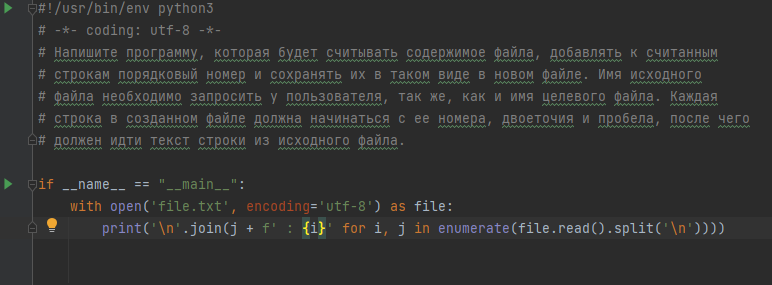 #!/usr/bin/env python3
# -*- coding: utf-8 -*-
# Напишите программу, которая будет считывать содержимое файла, добавлять к считанным
# строкам порядковый номер и сохранять их в таком виде в новом файле. Имя исходного
# файла необходимо запросить у пользователя, так же, как и имя целевого файла. Каждая
# строка в созданном файле должна начинаться с ее номера, двоеточия и пробела, после чего
# должен идти текст строки из исходного файла.
if __name__ == "__main__":
    with open('file.txt', encoding='utf-8') as file:
        print('\n'.join(j + f' : {i}' for i, j in enumerate(file.read().split('\n'))))